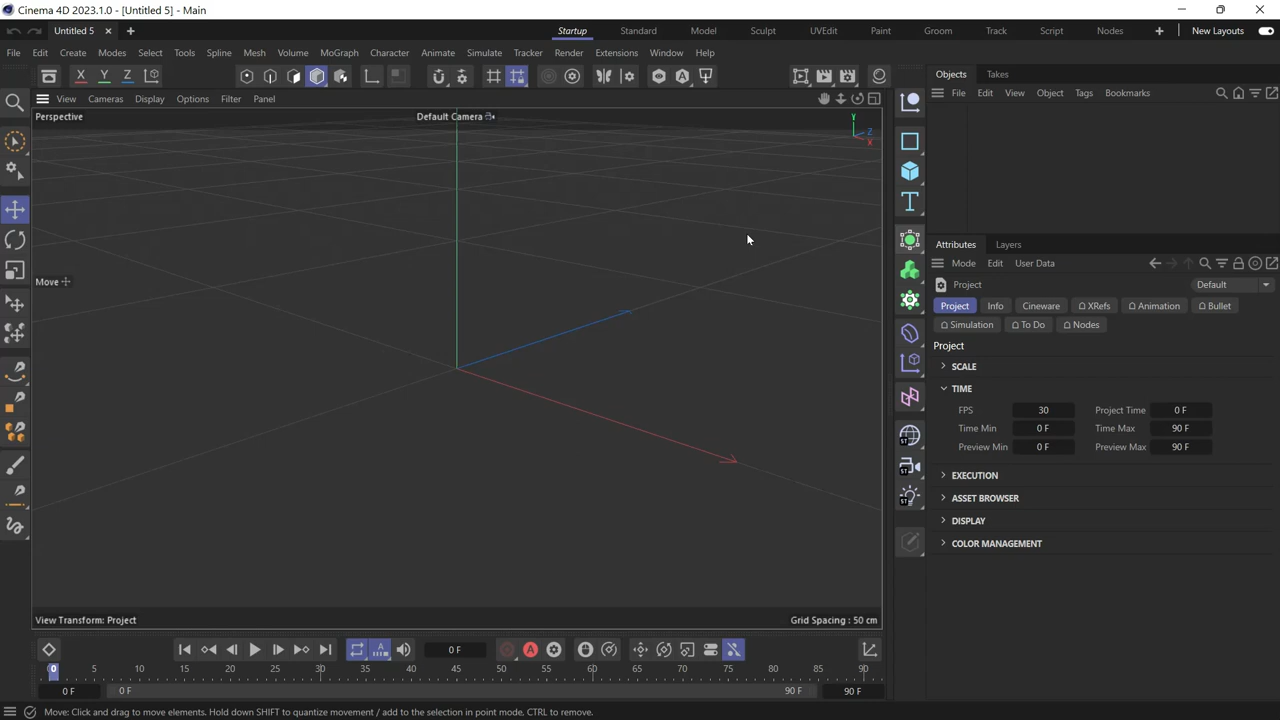 Cinema 4D 2023.1.0 - [Untitled 5] - Main
Untitled 5
Startup Standard Model Sculpt UVEdit Paint Groom Track Script Nodes New Layouts
File Edit Create Modes Select Tools Spline Mesh Volume MoGraph Character Animate Simulate Tracker Render Extensions Window Help
X Y Z
View Cameras Display Options Filter Panel
Perspective
Default Camera
Y
Z
X
Move
View Transform: Project
Grid Spacing : 50 cm
Objects Takes
File Edit View Object Tags Bookmarks
T
ST
ST
ST
Attributes Layers
Mode Edit User Data
Project Default
Project Info Cineware XRefs Animation Bullet
Simulation To Do Nodes
Project
SCALE
TIME
FPS 30 Project Time 0 F
Time Min 0 F Time Max 90 F
Preview Min 0 F Preview Max 90 F
EXECUTION
ASSET BROWSER
DISPLAY
COLOR MANAGEMENT
A
0 F
A
0 5 10 15 20 25 30 35 40 45 50 55 60 65 70 75 80 85 90
0 F 0 F 90 F 90 F
Move: Click and drag to move elements. Hold down SHIFT to quantize movement / add to the selection in point mode, CTRL to remove.